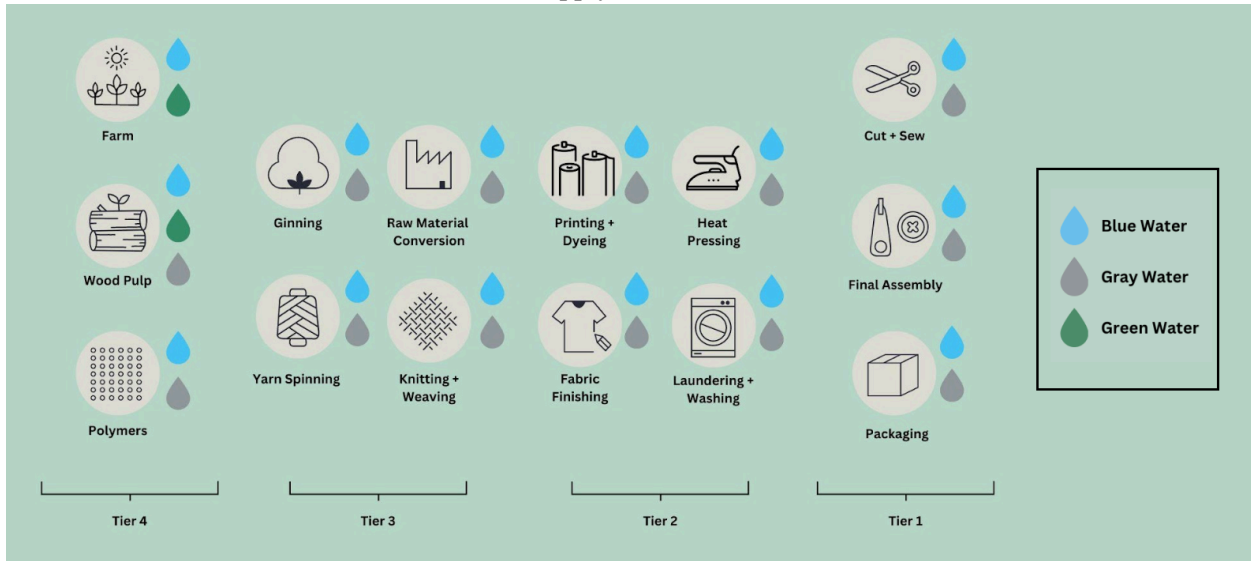 Farm
Wood Pulp
Polymers
Tier 4
Ginning
Raw Material
Conversion
Yarn Spinning
Knitting +
Weaving
Tier 3
Printing +
Dyeing
Heat
Pressing
Fabric
Finishing
Laundering +
Washing
Tier 2
Cut + Sew
Final Assembly
Packaging
Tier 1
Blue Water
Gray Water
Green Water